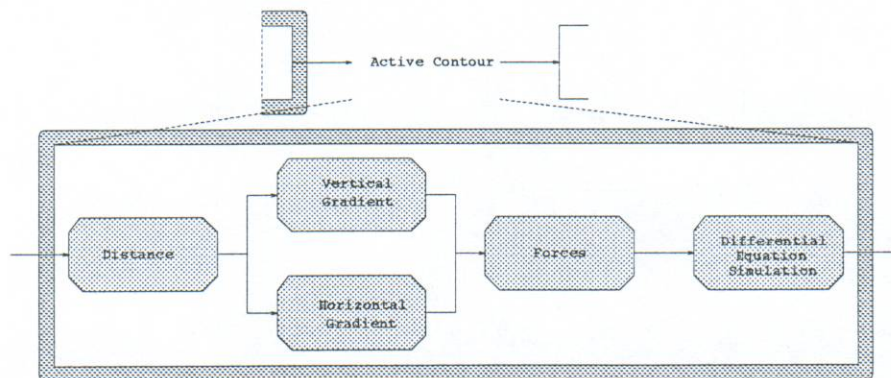 Active Contour
Vertical
Gradient
Distance
Forces
Differential
Equation
Simulation
Horizontal
Gradient